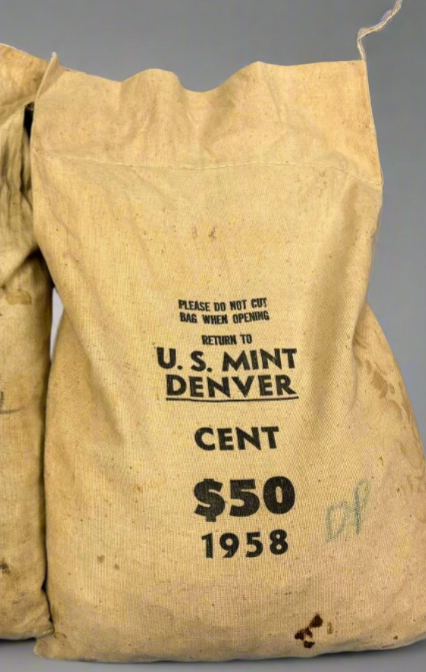 PLEASE DO NOT CUT
BAG WHEN OPENING
RETURN TO
U. S. MINT
DENVER
CENT
$50
1958
DP